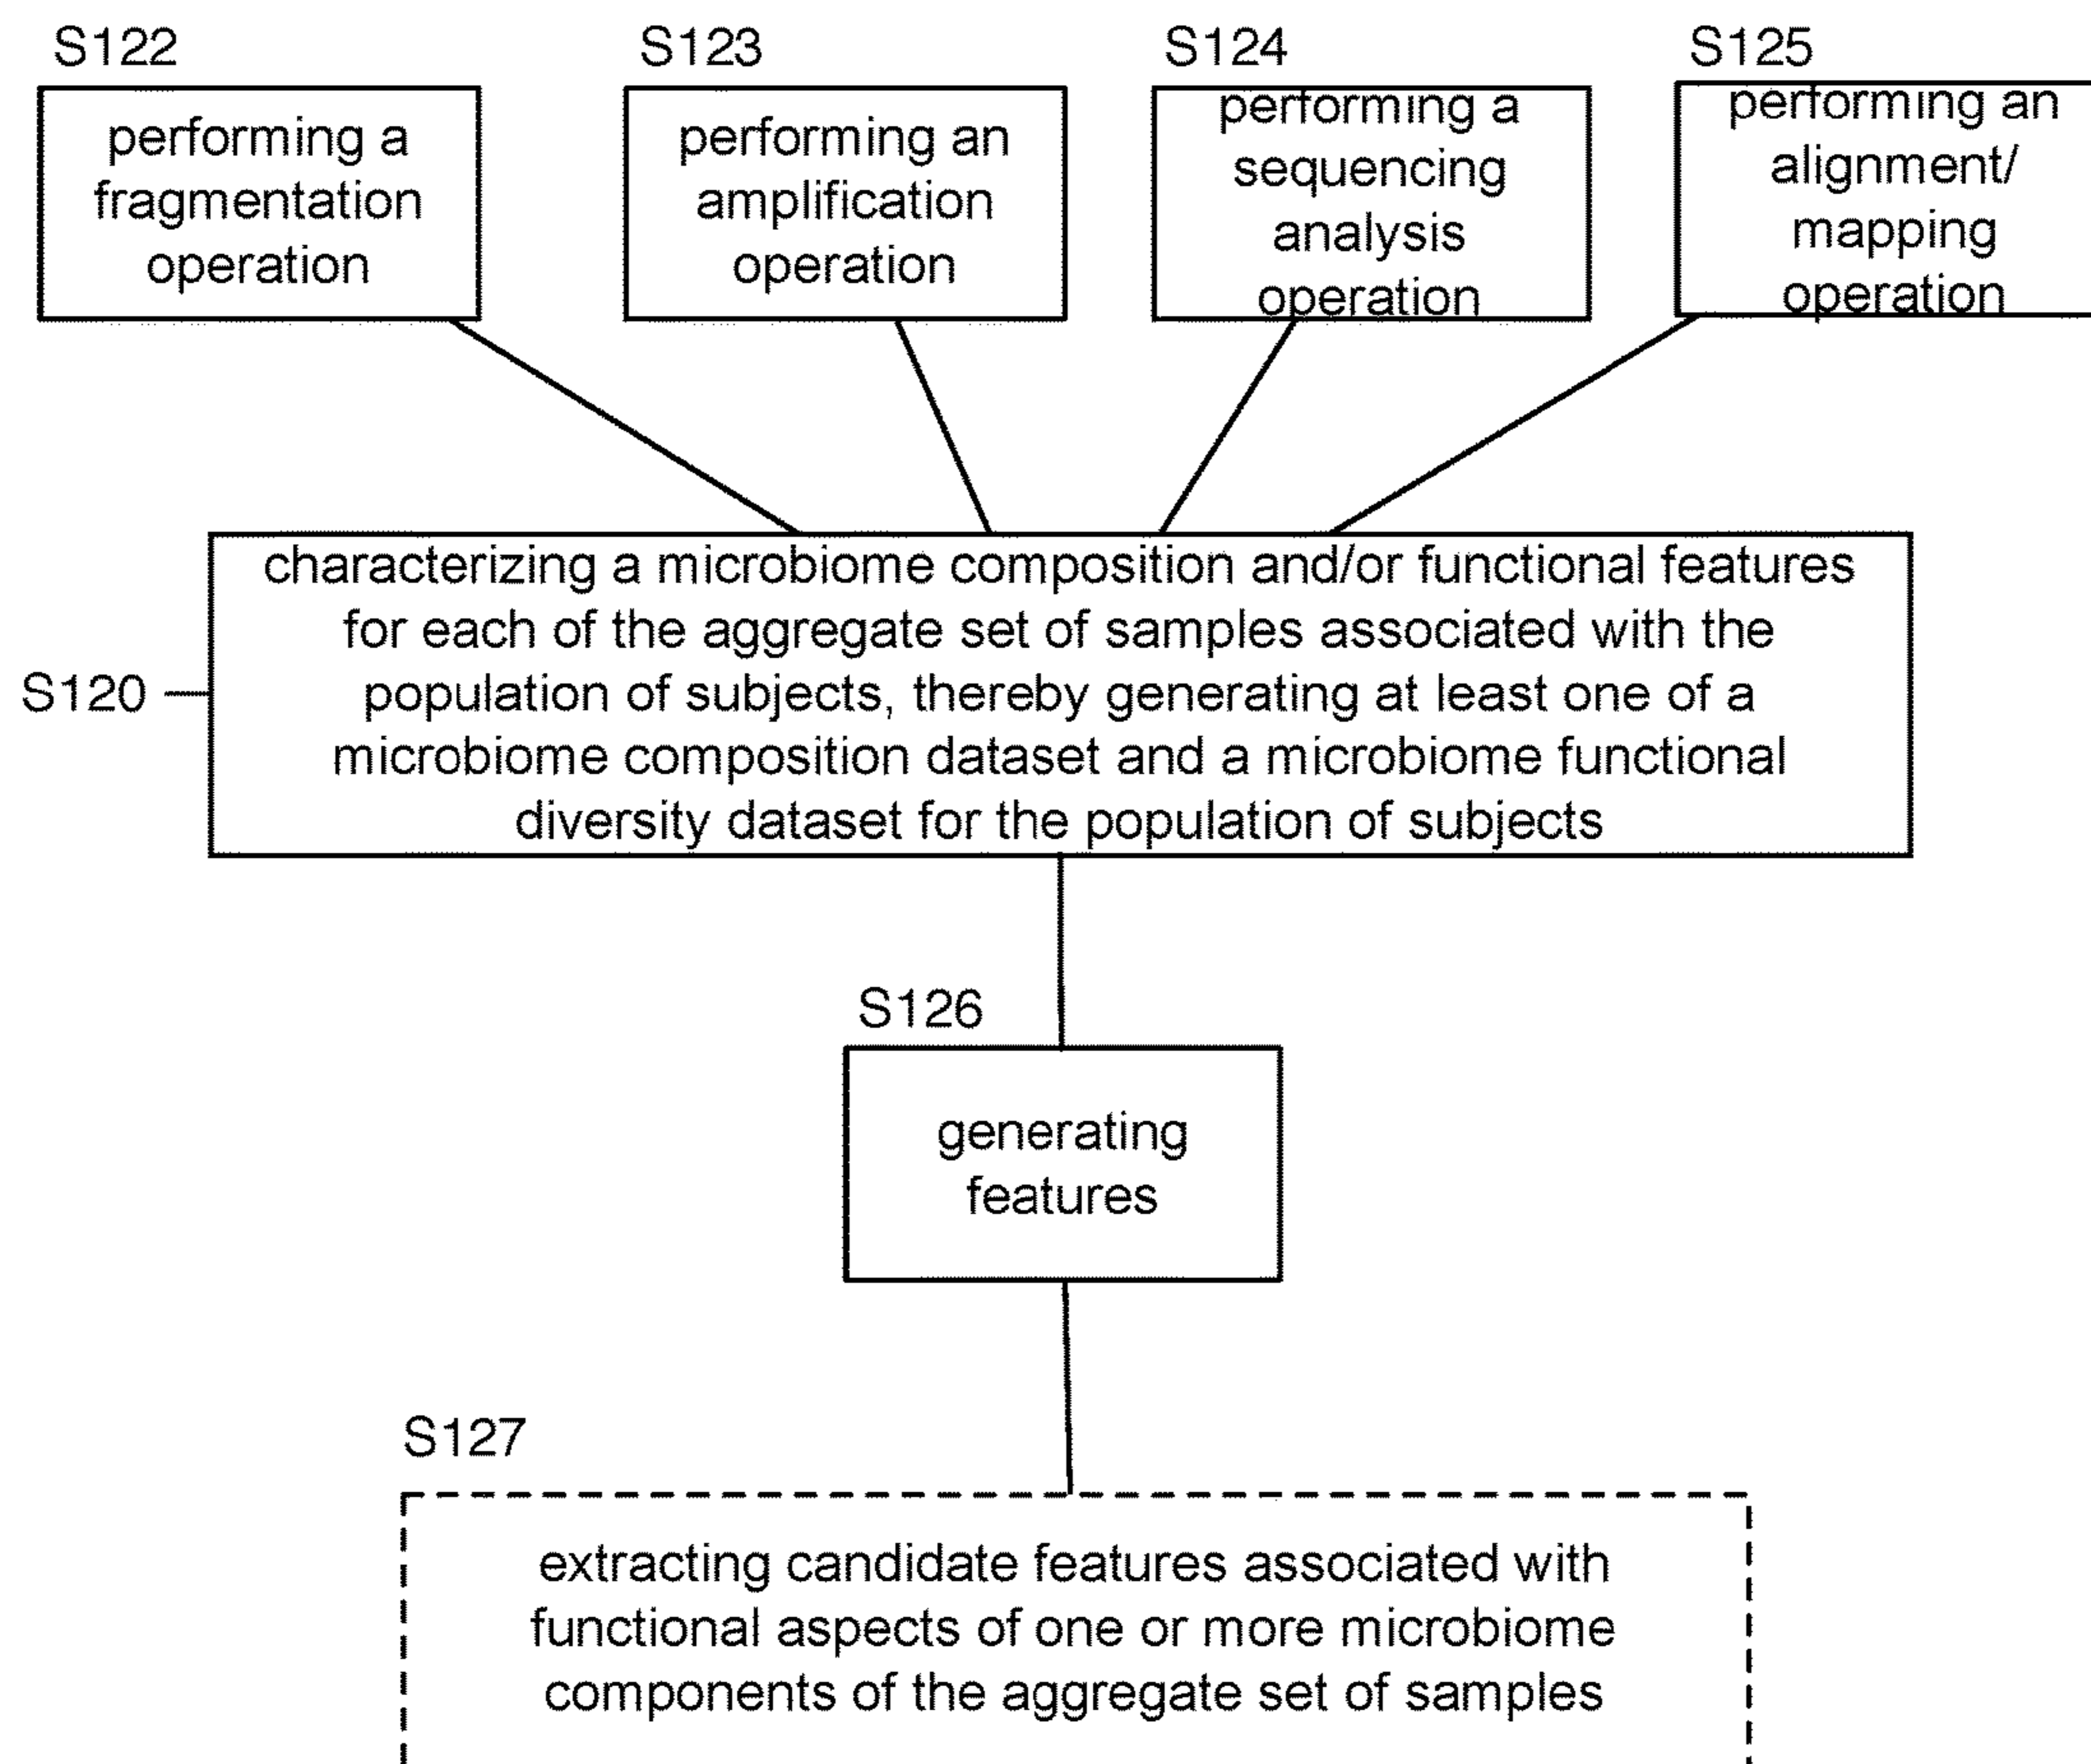 S122
performing a
fragmentation
operation
S123
performing an
amplification
operation
S124
performing a
sequencing
analysis
operation
S125
performing an
alignment/
mapping
operation
S120
characterizing a microbiome composition and/or functional features
for each of the aggregate set of samples associated with the
population of subjects, thereby generating at least one of a
microbiome composition dataset and a microbiome functional
diversity dataset for the population of subjects
S126
generating
features
S127
extracting candidate features associated with
functional aspects of one or more microbiome
components of the aggregate set of samples